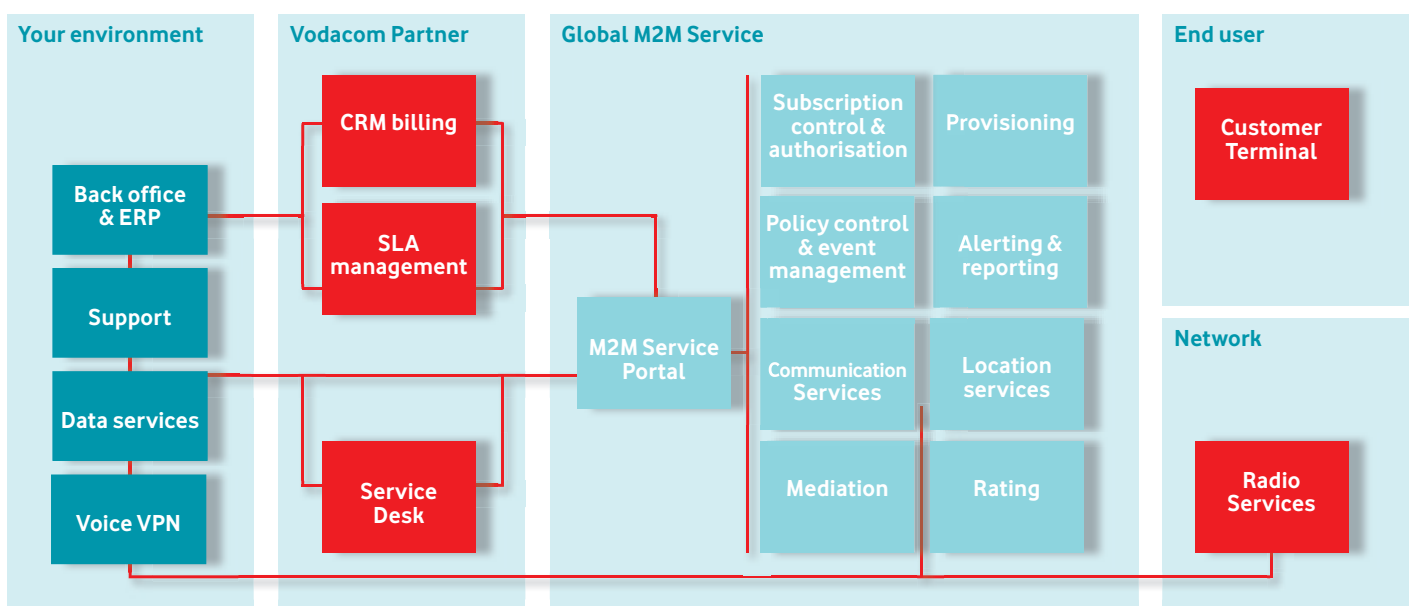 Your environment
Back office
& ERP
Support
Data services
Voice VPN
Vodacom Partner
CRM billing
SLA
management
Service
Desk
Global M2M Service
M2M Service
Portal
Subscription
control &
authorisation
Provisioning
Policy control
& event
management
Alerting &
reporting
Communication
Services
Location
services
Mediation
Rating
End user
Customer
Terminal
Network
Radio
Services